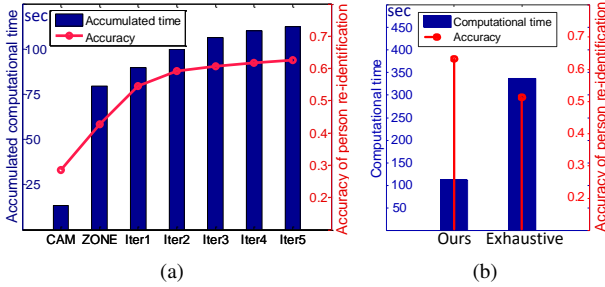 sec
Accumulated time
Accuracy
100
75
50
25
Accumulated computational time
0.7
0.6
0.5
0.4
0.3
0.2
Accuracy of person re-identification
CAM ZONE Iter1 Iter2 Iter3 Iter4 Iter5
(a)
sec
Computational time
Accuracy
450
400
350
300
250
200
150
100
50
Computational time
0.7
0.6
0.5
0.4
0.3
0.2
Accuracy of person re-identification
Ours Exhaustive
(b)